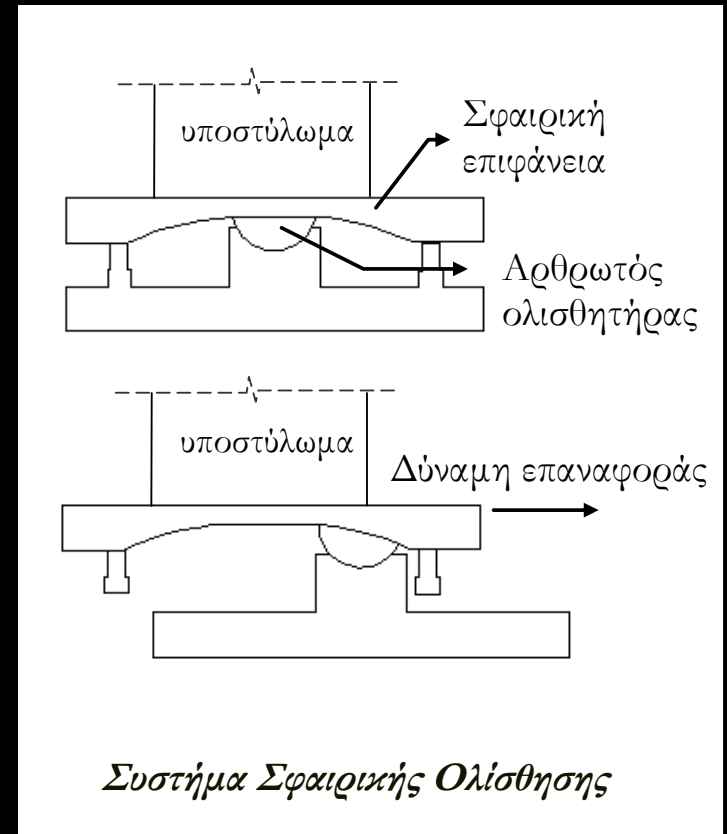 υποστύλωμα
Σφαιρική
επιφάνεια
Αρθρωτός
ολισθητήρας
υποστύλωμα
Δύναμη επαναφοράς
Συστήμα Σφαιρικής Ολίσθησης